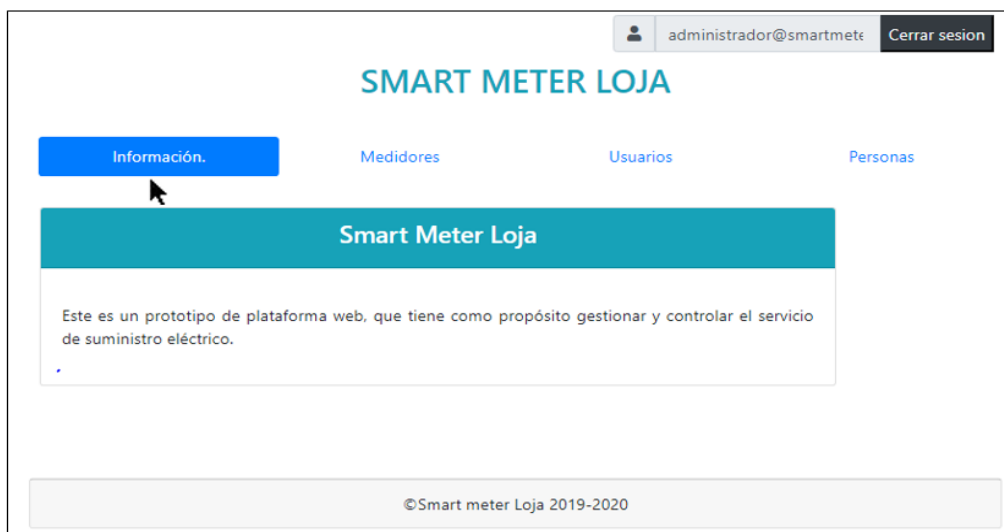 administrador@smartmete
Cerrar sesion
SMART METER LOJA
Información.
Medidores
Usuarios
Personas
Smart Meter Loja
Este es un prototipo de plataforma web, que tiene como propósito gestionar y controlar el servicio
de suministro eléctrico.
©Smart meter Loja 2019-2020